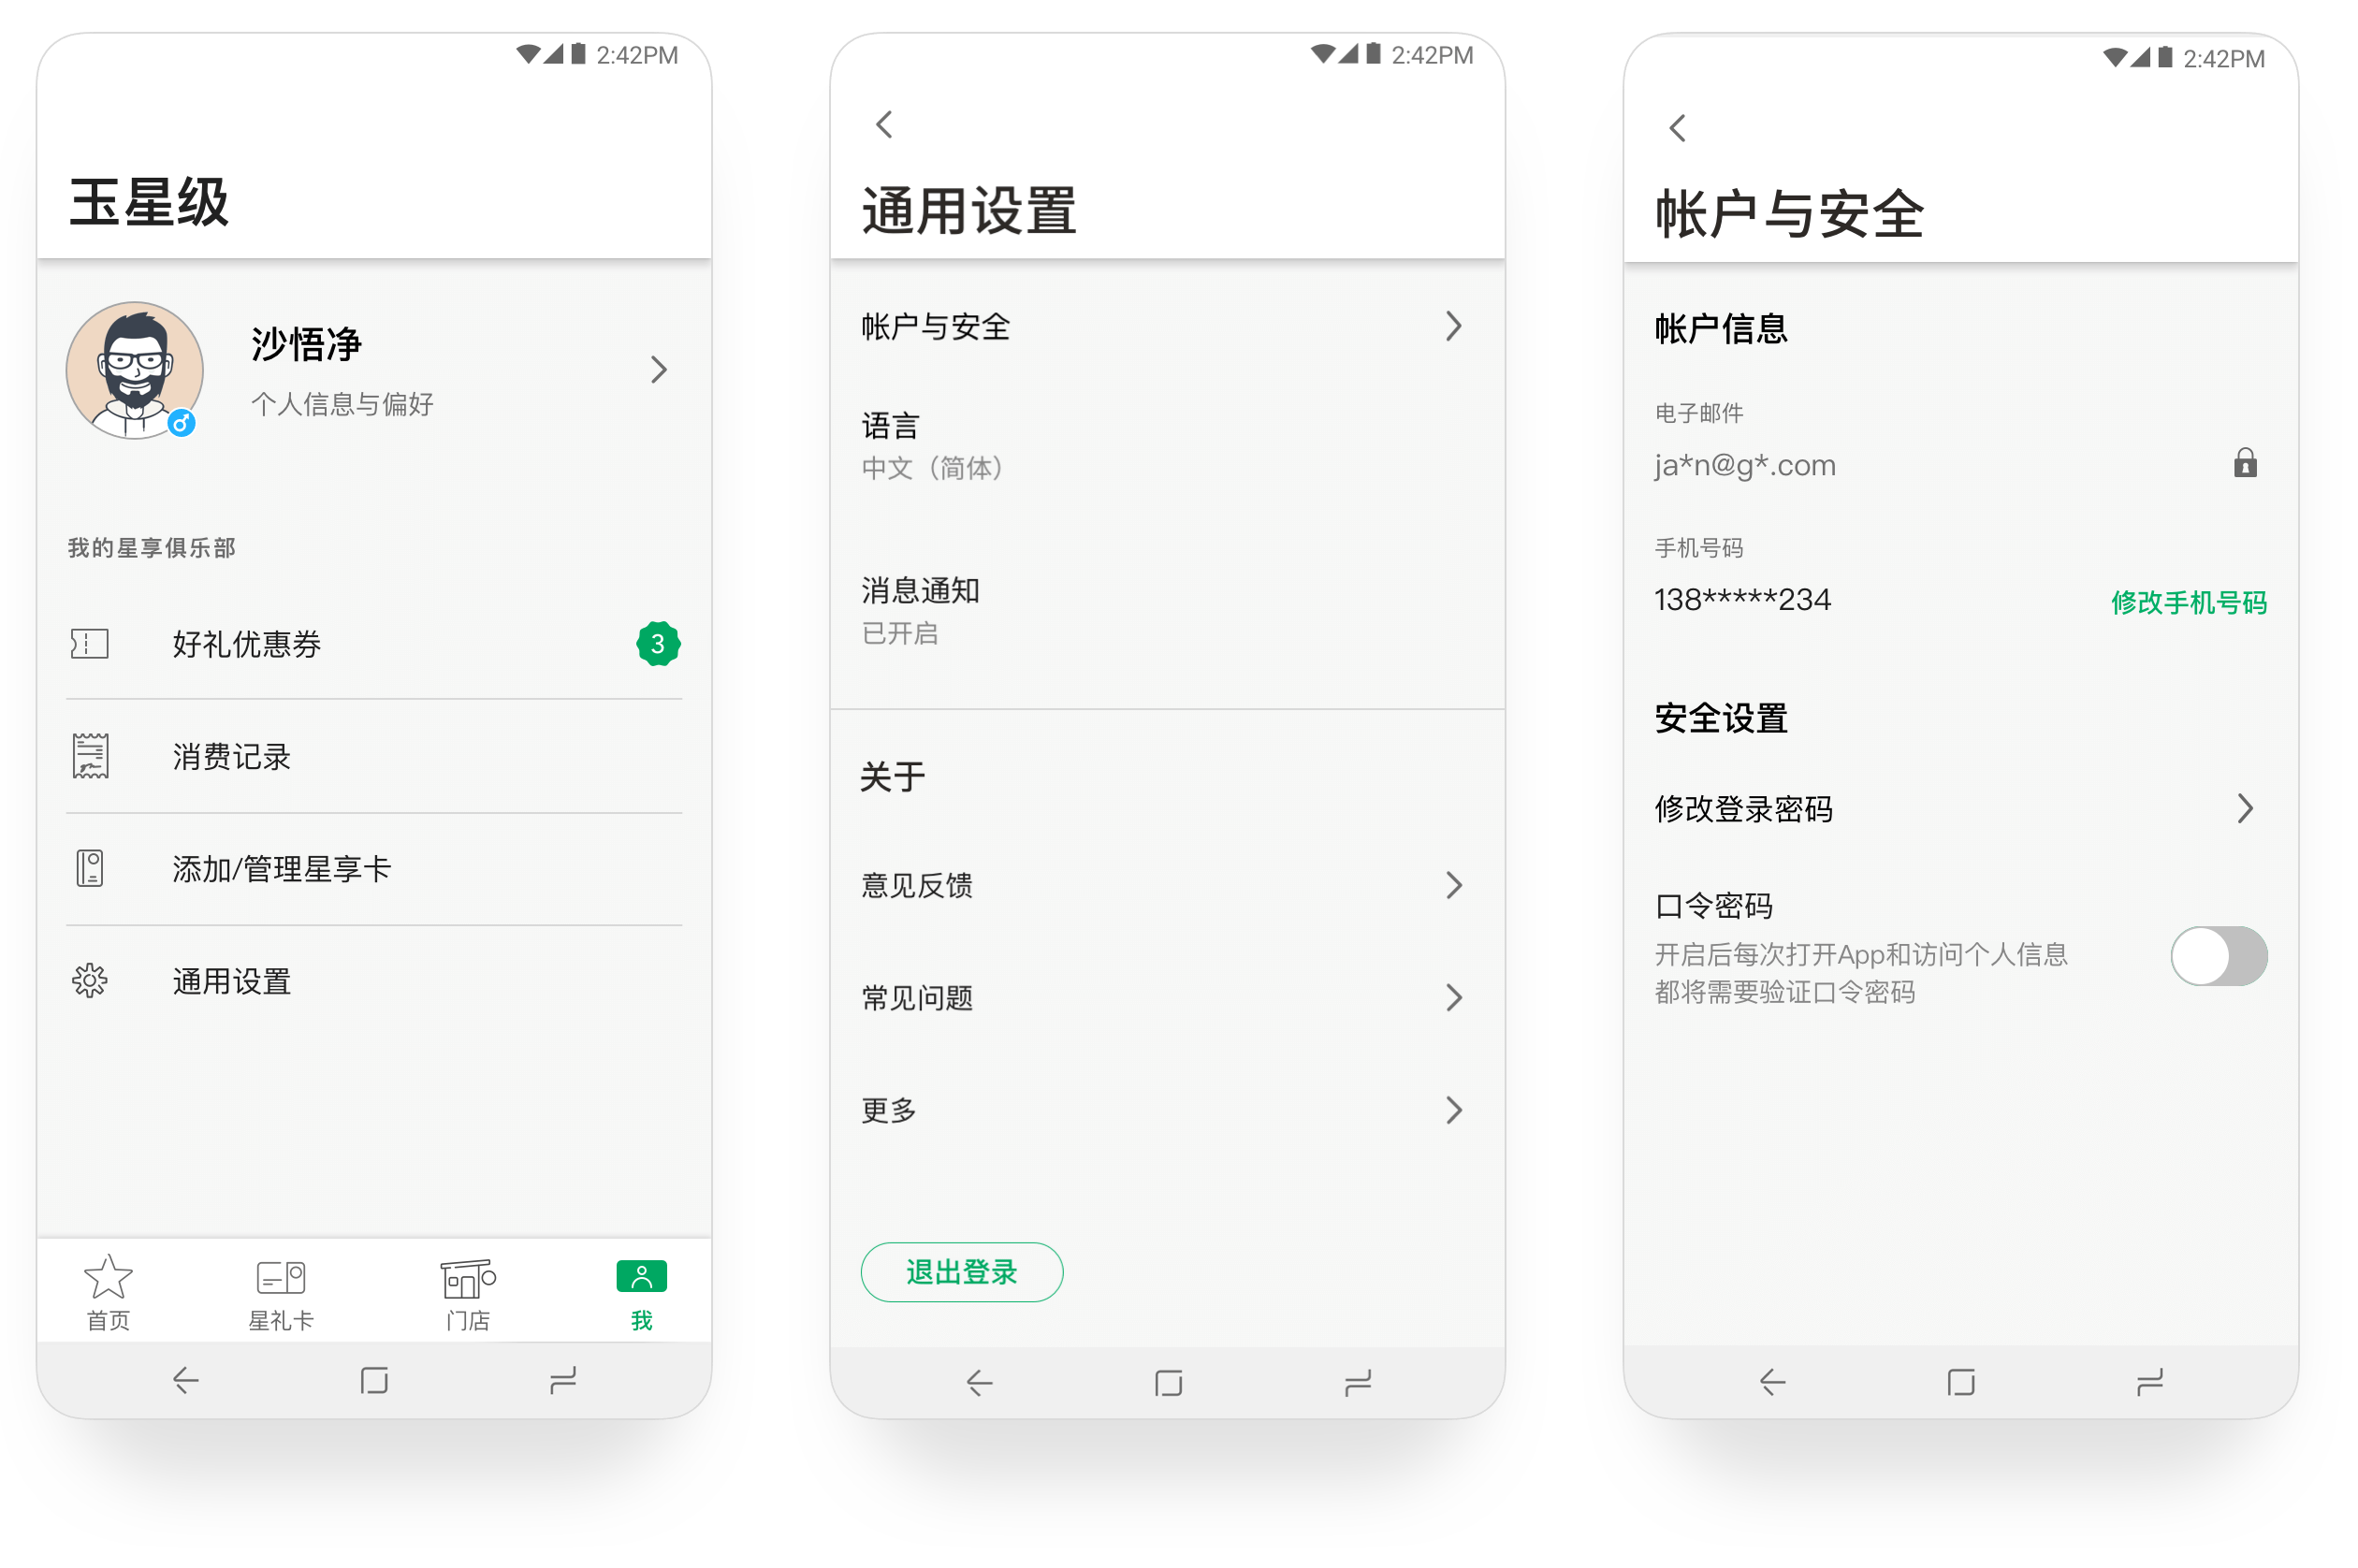 2:42PM
玉星级
沙悟净
个人信息与偏好
我的星享俱乐部
好礼优惠券
3
消费记录
添加/管理星享卡
通用设置
首页
星礼卡
门店
我
2:42PM
通用设置
帐户与安全
语言
中文（简体）
消息通知
已开启
关于
意见反馈
常见问题
更多
退出登录
2:42PM
帐户与安全
帐户信息
电子邮件
ja*n@g*.com
手机号码
138*****234
修改手机号码
安全设置
修改登录密码
口令密码
开启后每次打开App和访问个人信息
都将需要验证口令密码